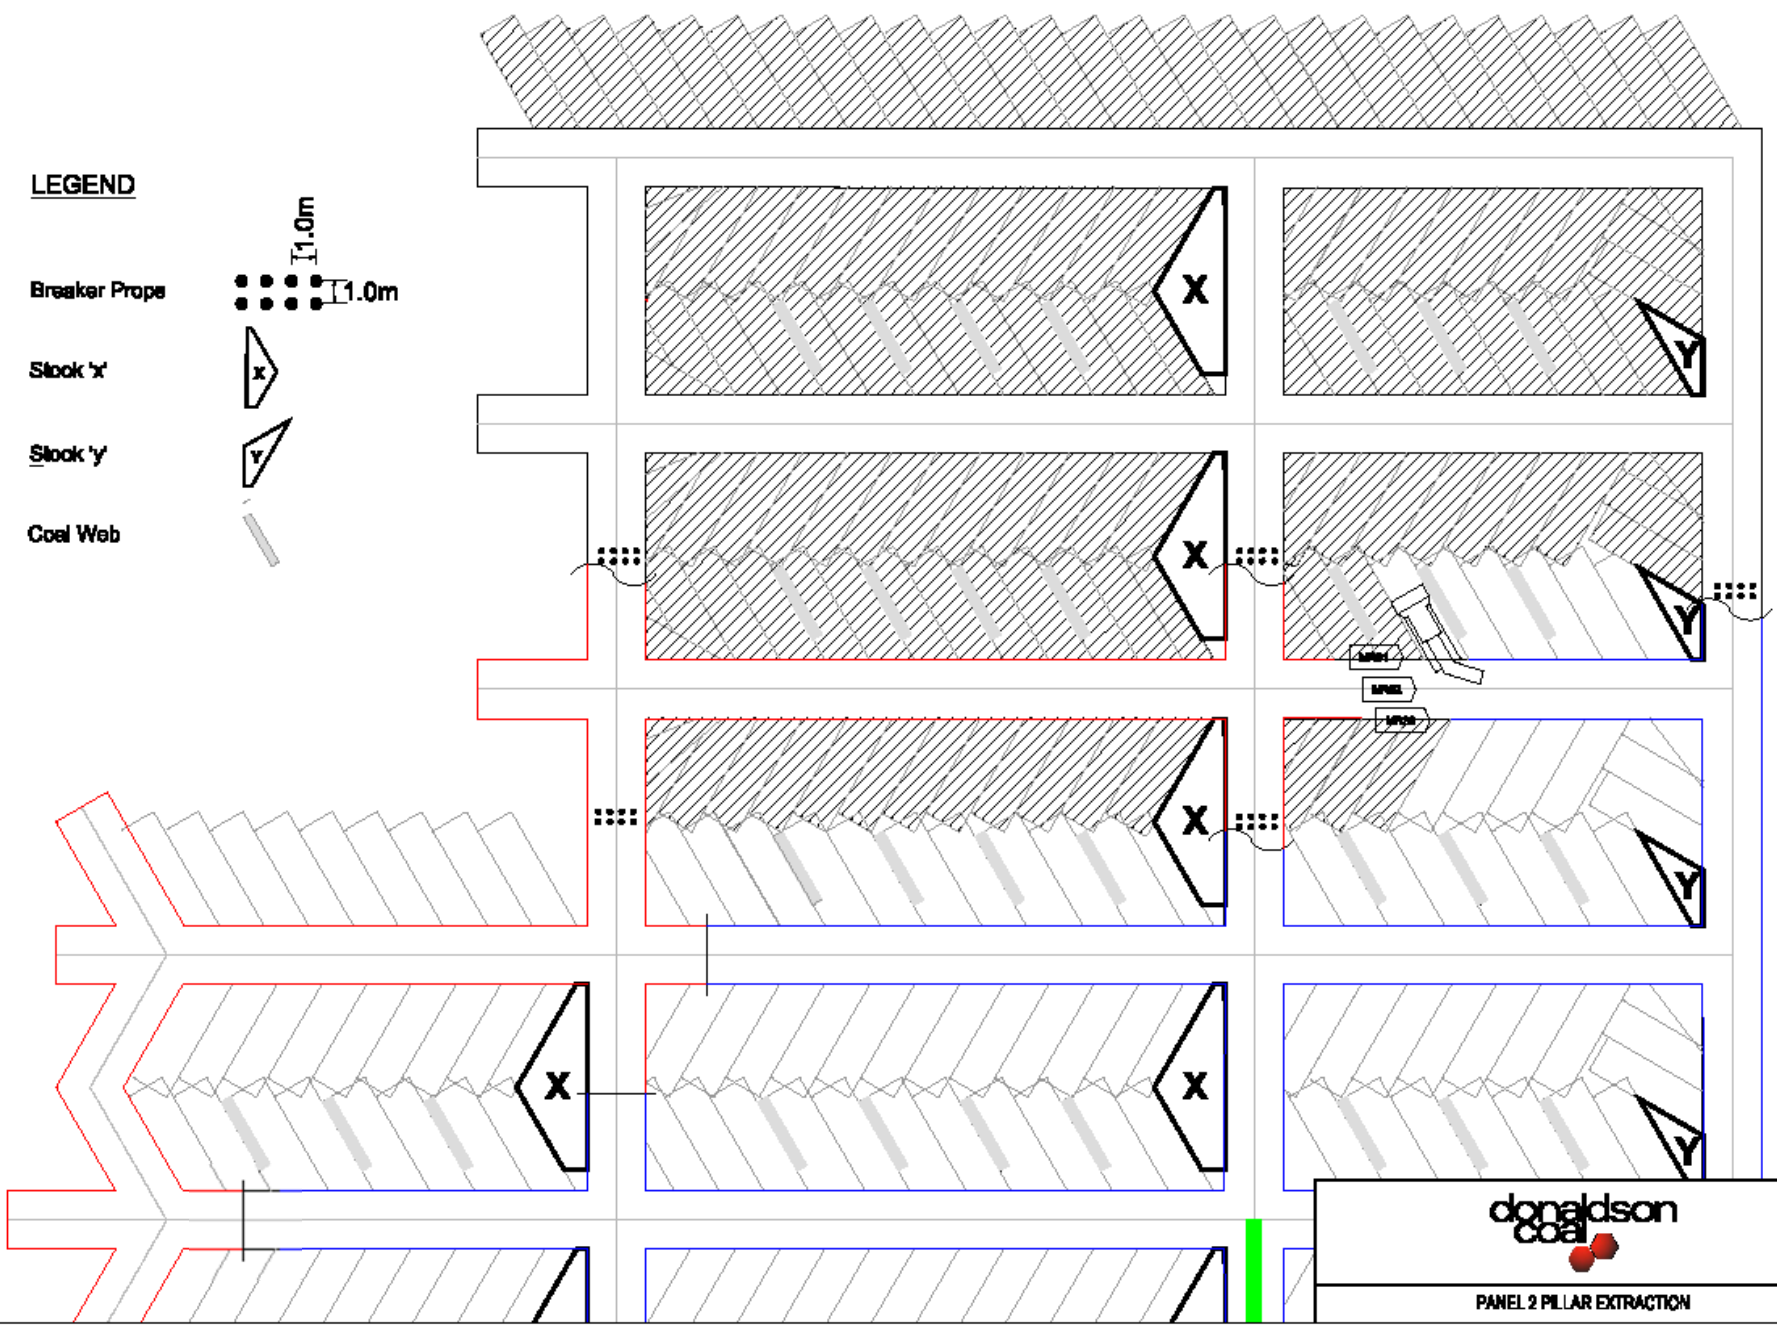 LEGEND
1.0m
Breaker Props
1.0m
Stook 'x'
X
Stook 'y'
Y
Coal Web
X
Y
X
Y
X
Y
X
X
Y
donaldson
coal
PANEL 2 PILLAR EXTRACTION